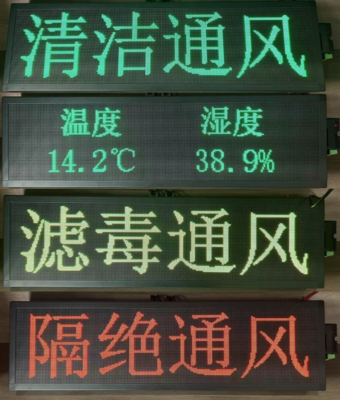 清洁通风
温度 湿度
14.2℃ 38.9%
滤毒通风
隔绝通风